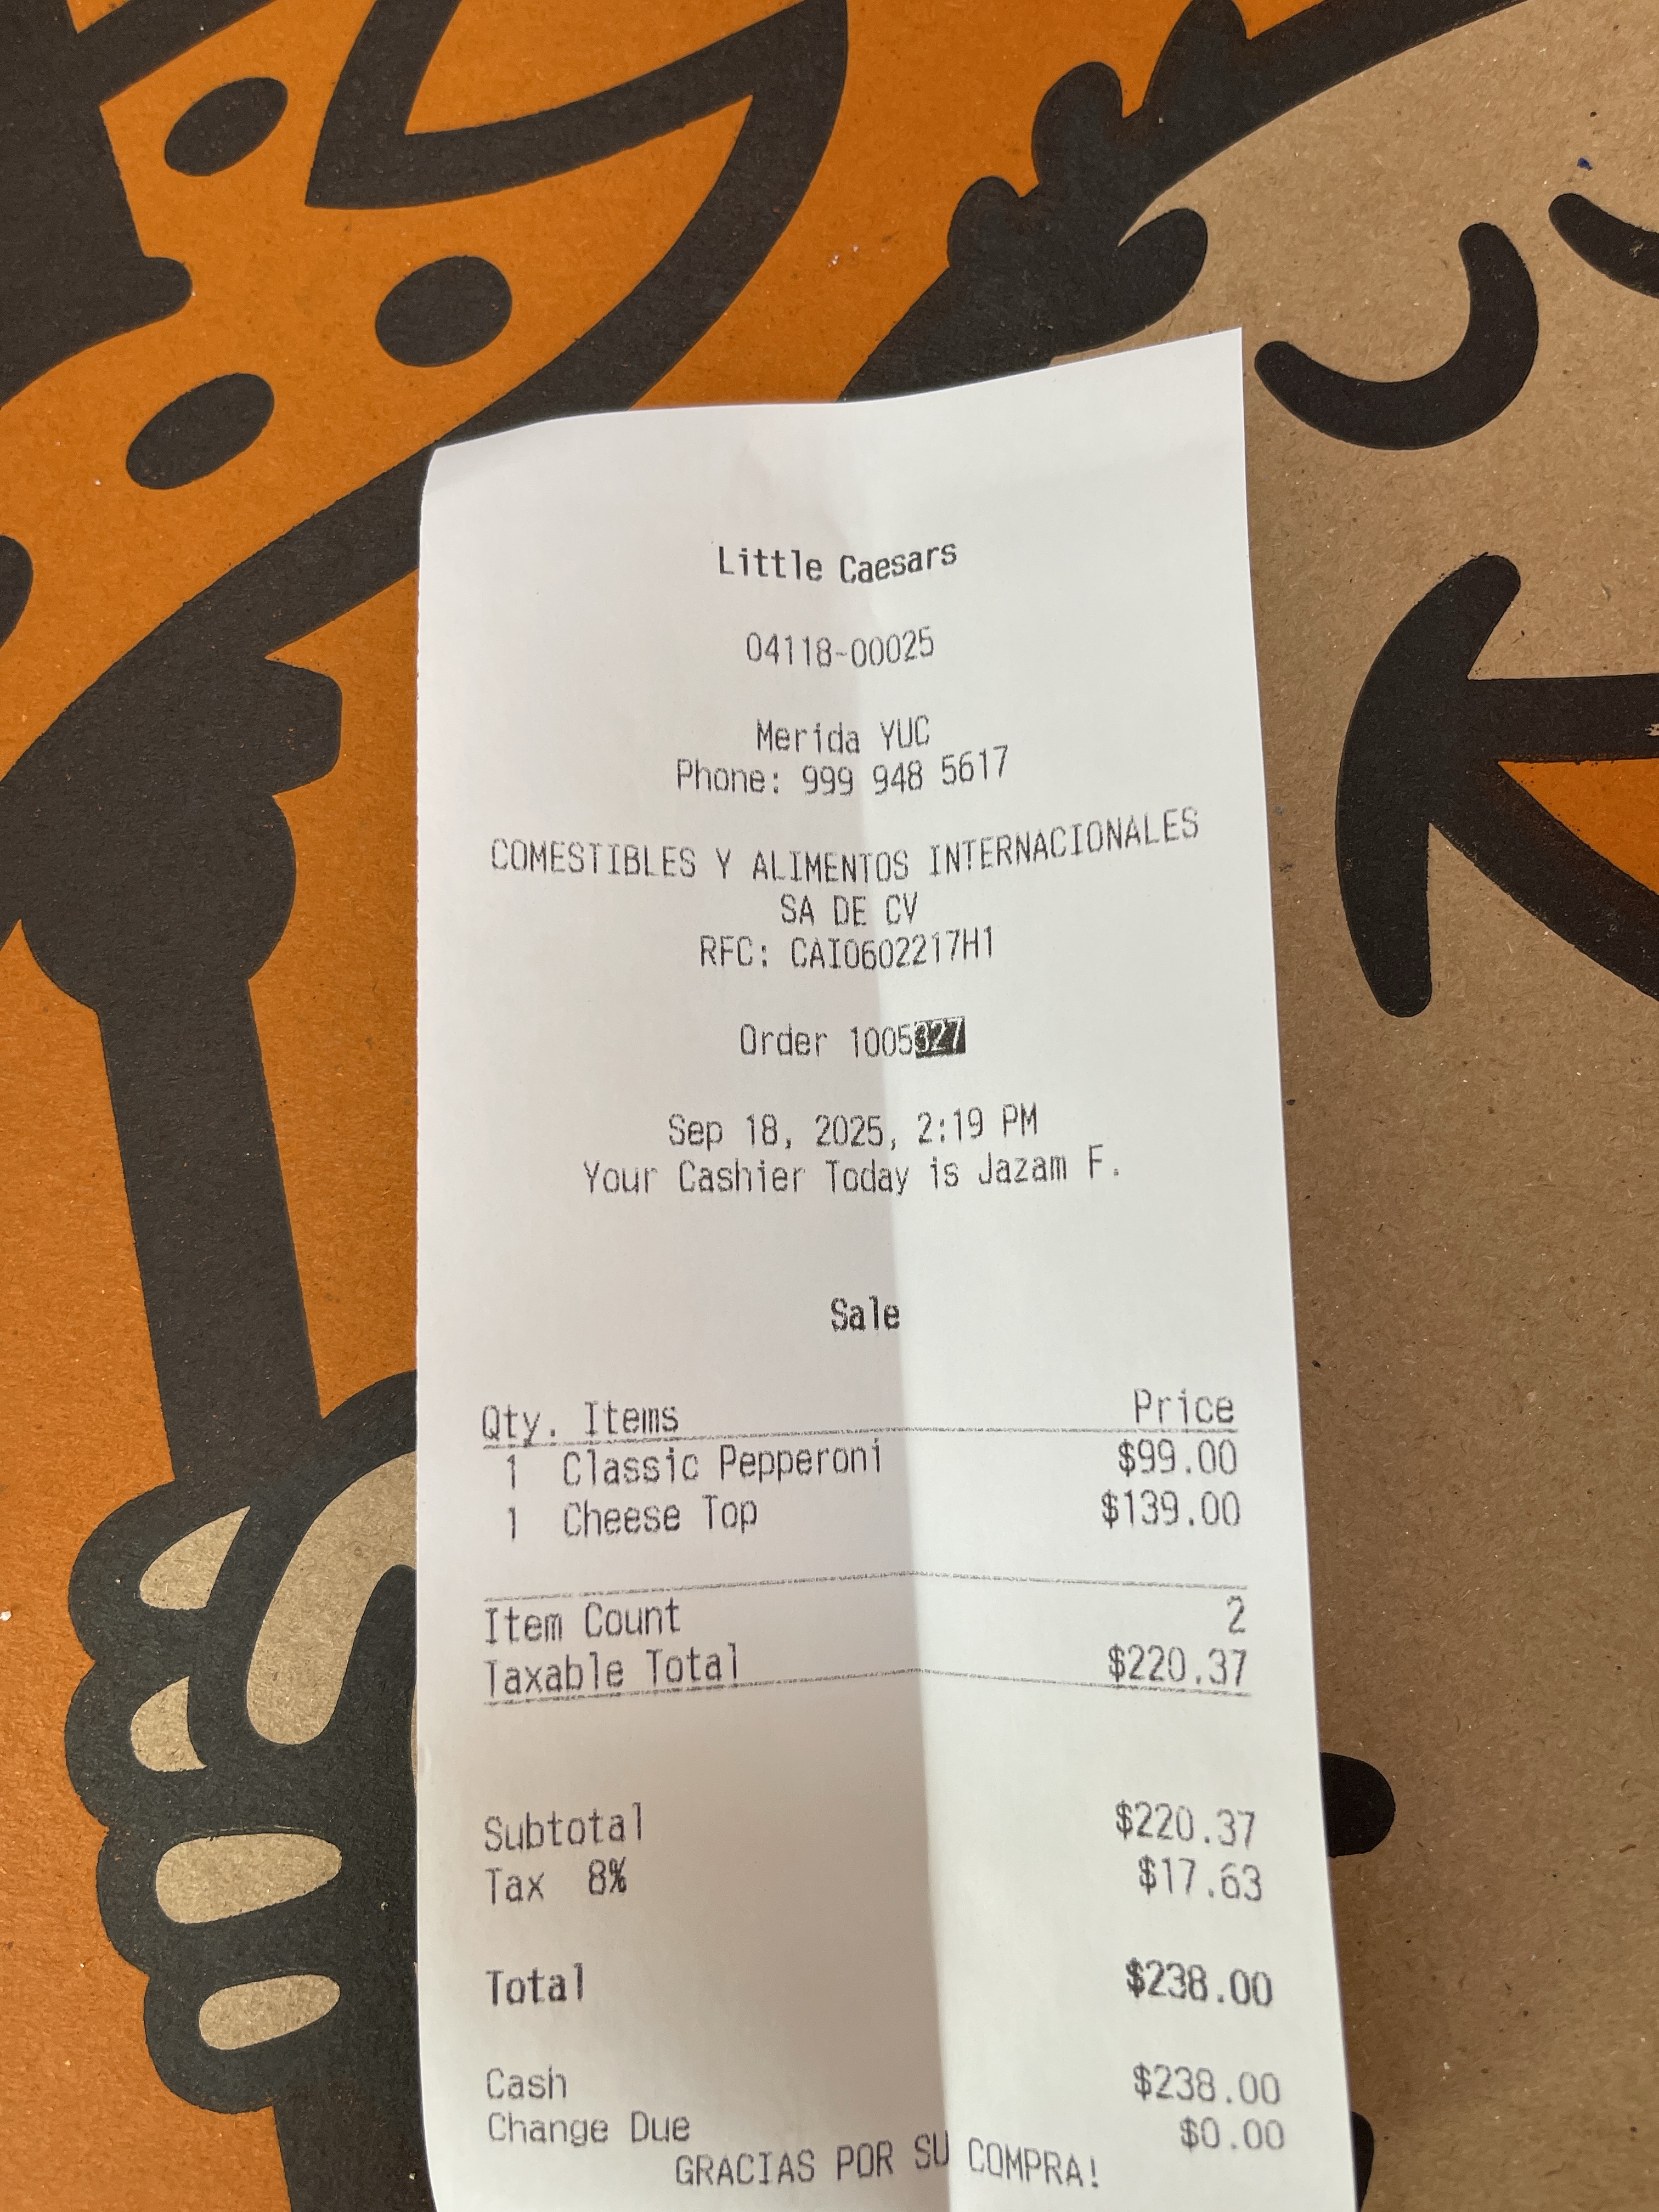 Little Caesars
04118-00025
Merida YUC
Phone: 999 948 5617
COMESTIBLES Y ALIMENTOS INTERNACIONALES
SA DE CV
RFC: CAI0602217H1
Order 1005327
Sep 18, 2025, 2:19 PM
Your Cashier Today is Jazam F.
Sale
Qty. Items Price
1 Classic Pepperoni $99.00
1 Cheese Top $139.00
Item Count 2
Taxable Total $220.37
Subtotal $220.37
Tax 8% $17.63
Total $238.00
Cash $238.00
Change Due $0.00
GRACIAS POR SU COMPRA!